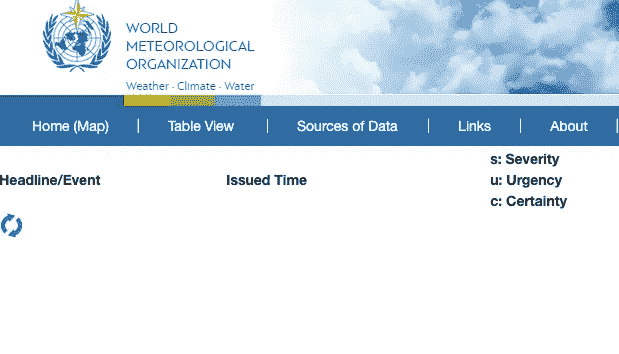 WORLD
METEOROLOGICAL
ORGANIZATION
Weather · Climate · Water
Home (Map) | Table View | Sources of Data | Links | About |
s: Severity
Headline/Event Issued Time u: Urgency
c: Certainty